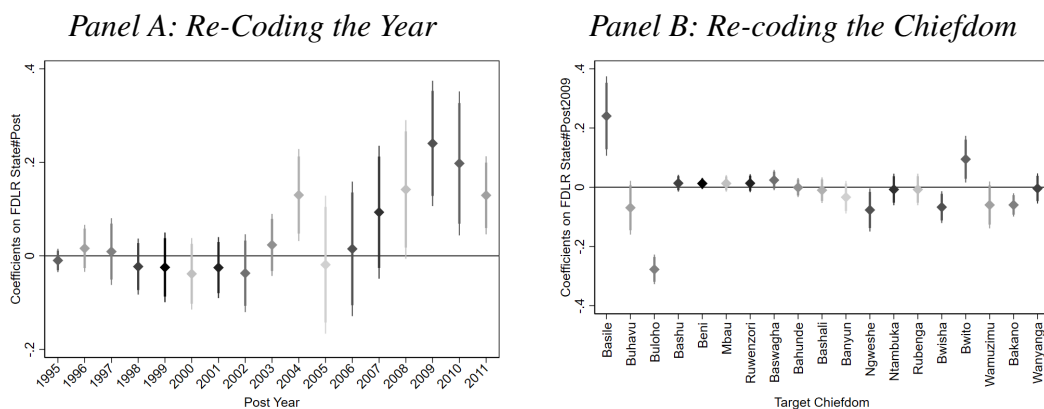 Panel A: Re-Coding the Year
Coefficients on FDLR State#Post
.4
.2
0
-.2
1995 1996 1997 1998 1999 2000 2001 2002 2003 2004 2005 2006 2007 2008 2009 2010 2011
Post Year
Panel B: Re-coding the Chiefdom
Coefficients on FDLR State#Post2009
.4
.2
0
-.2
-.4
Basile Buhavu Buloho Bashu Beni Mbau Ruwenzori Baswagha Bahunde Bashali Banyun Ngweshe Ntambuka Rubenga Bwisha Bwito Wamuzimu Bakano Wanyanga
Target Chiefdom